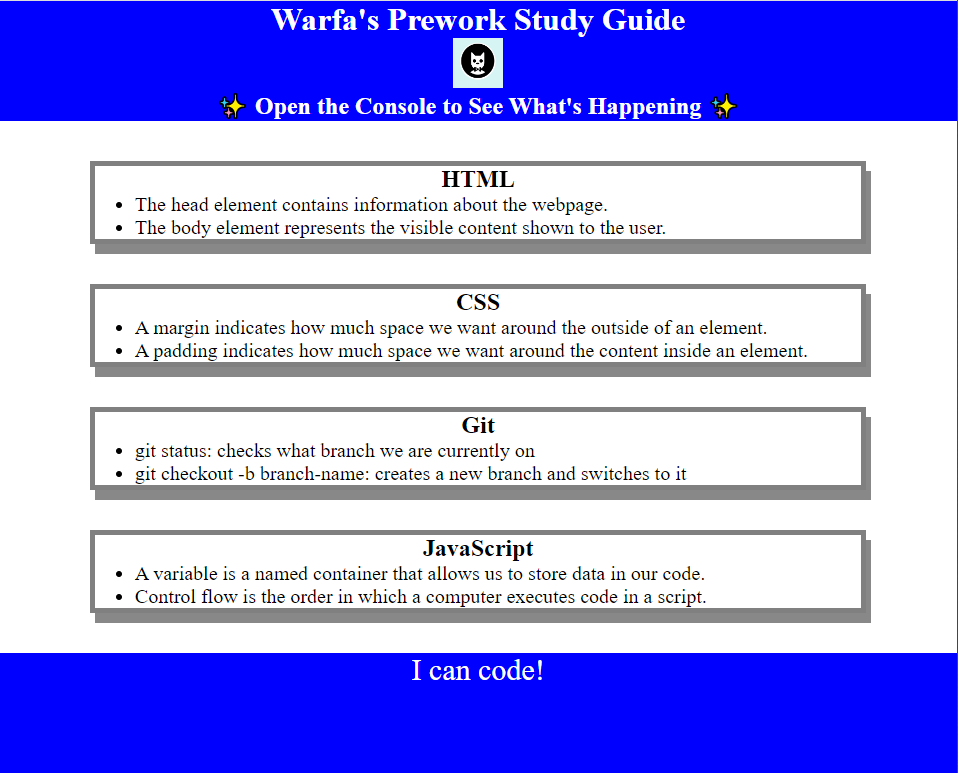 Warfa's Prework Study Guide
✨ Open the Console to See What's Happening ✨
HTML
• The head element contains information about the webpage.
• The body element represents the visible content shown to the user.
CSS
• A margin indicates how much space we want around the outside of an element.
• A padding indicates how much space we want around the content inside an element.
Git
• git status: checks what branch we are currently on
• git checkout -b branch-name: creates a new branch and switches to it
JavaScript
• A variable is a named container that allows us to store data in our code.
• Control flow is the order in which a computer executes code in a script.
I can code!